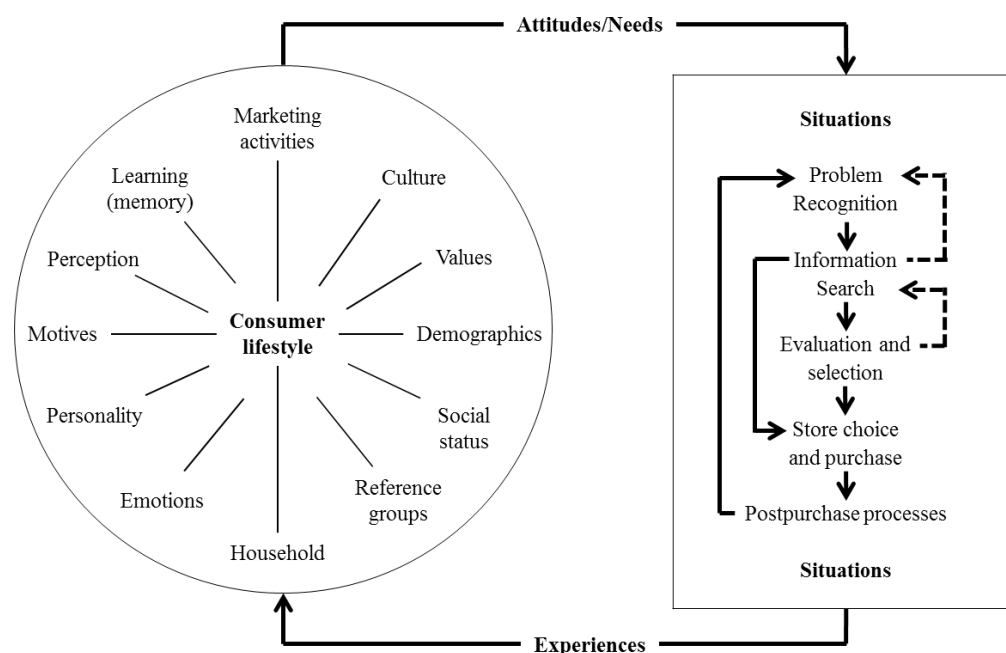 Attitudes/Needs
Marketing
activities
Learning
(memory)
Culture
Perception
Values
Motives
Consumer
lifestyle
Demographics
Personality
Social
status
Emotions
Reference
groups
Household
Situations
Problem
Recognition
Information
Search
Evaluation and
selection
Store choice
and purchase
Postpurchase processes
Situations
Experiences